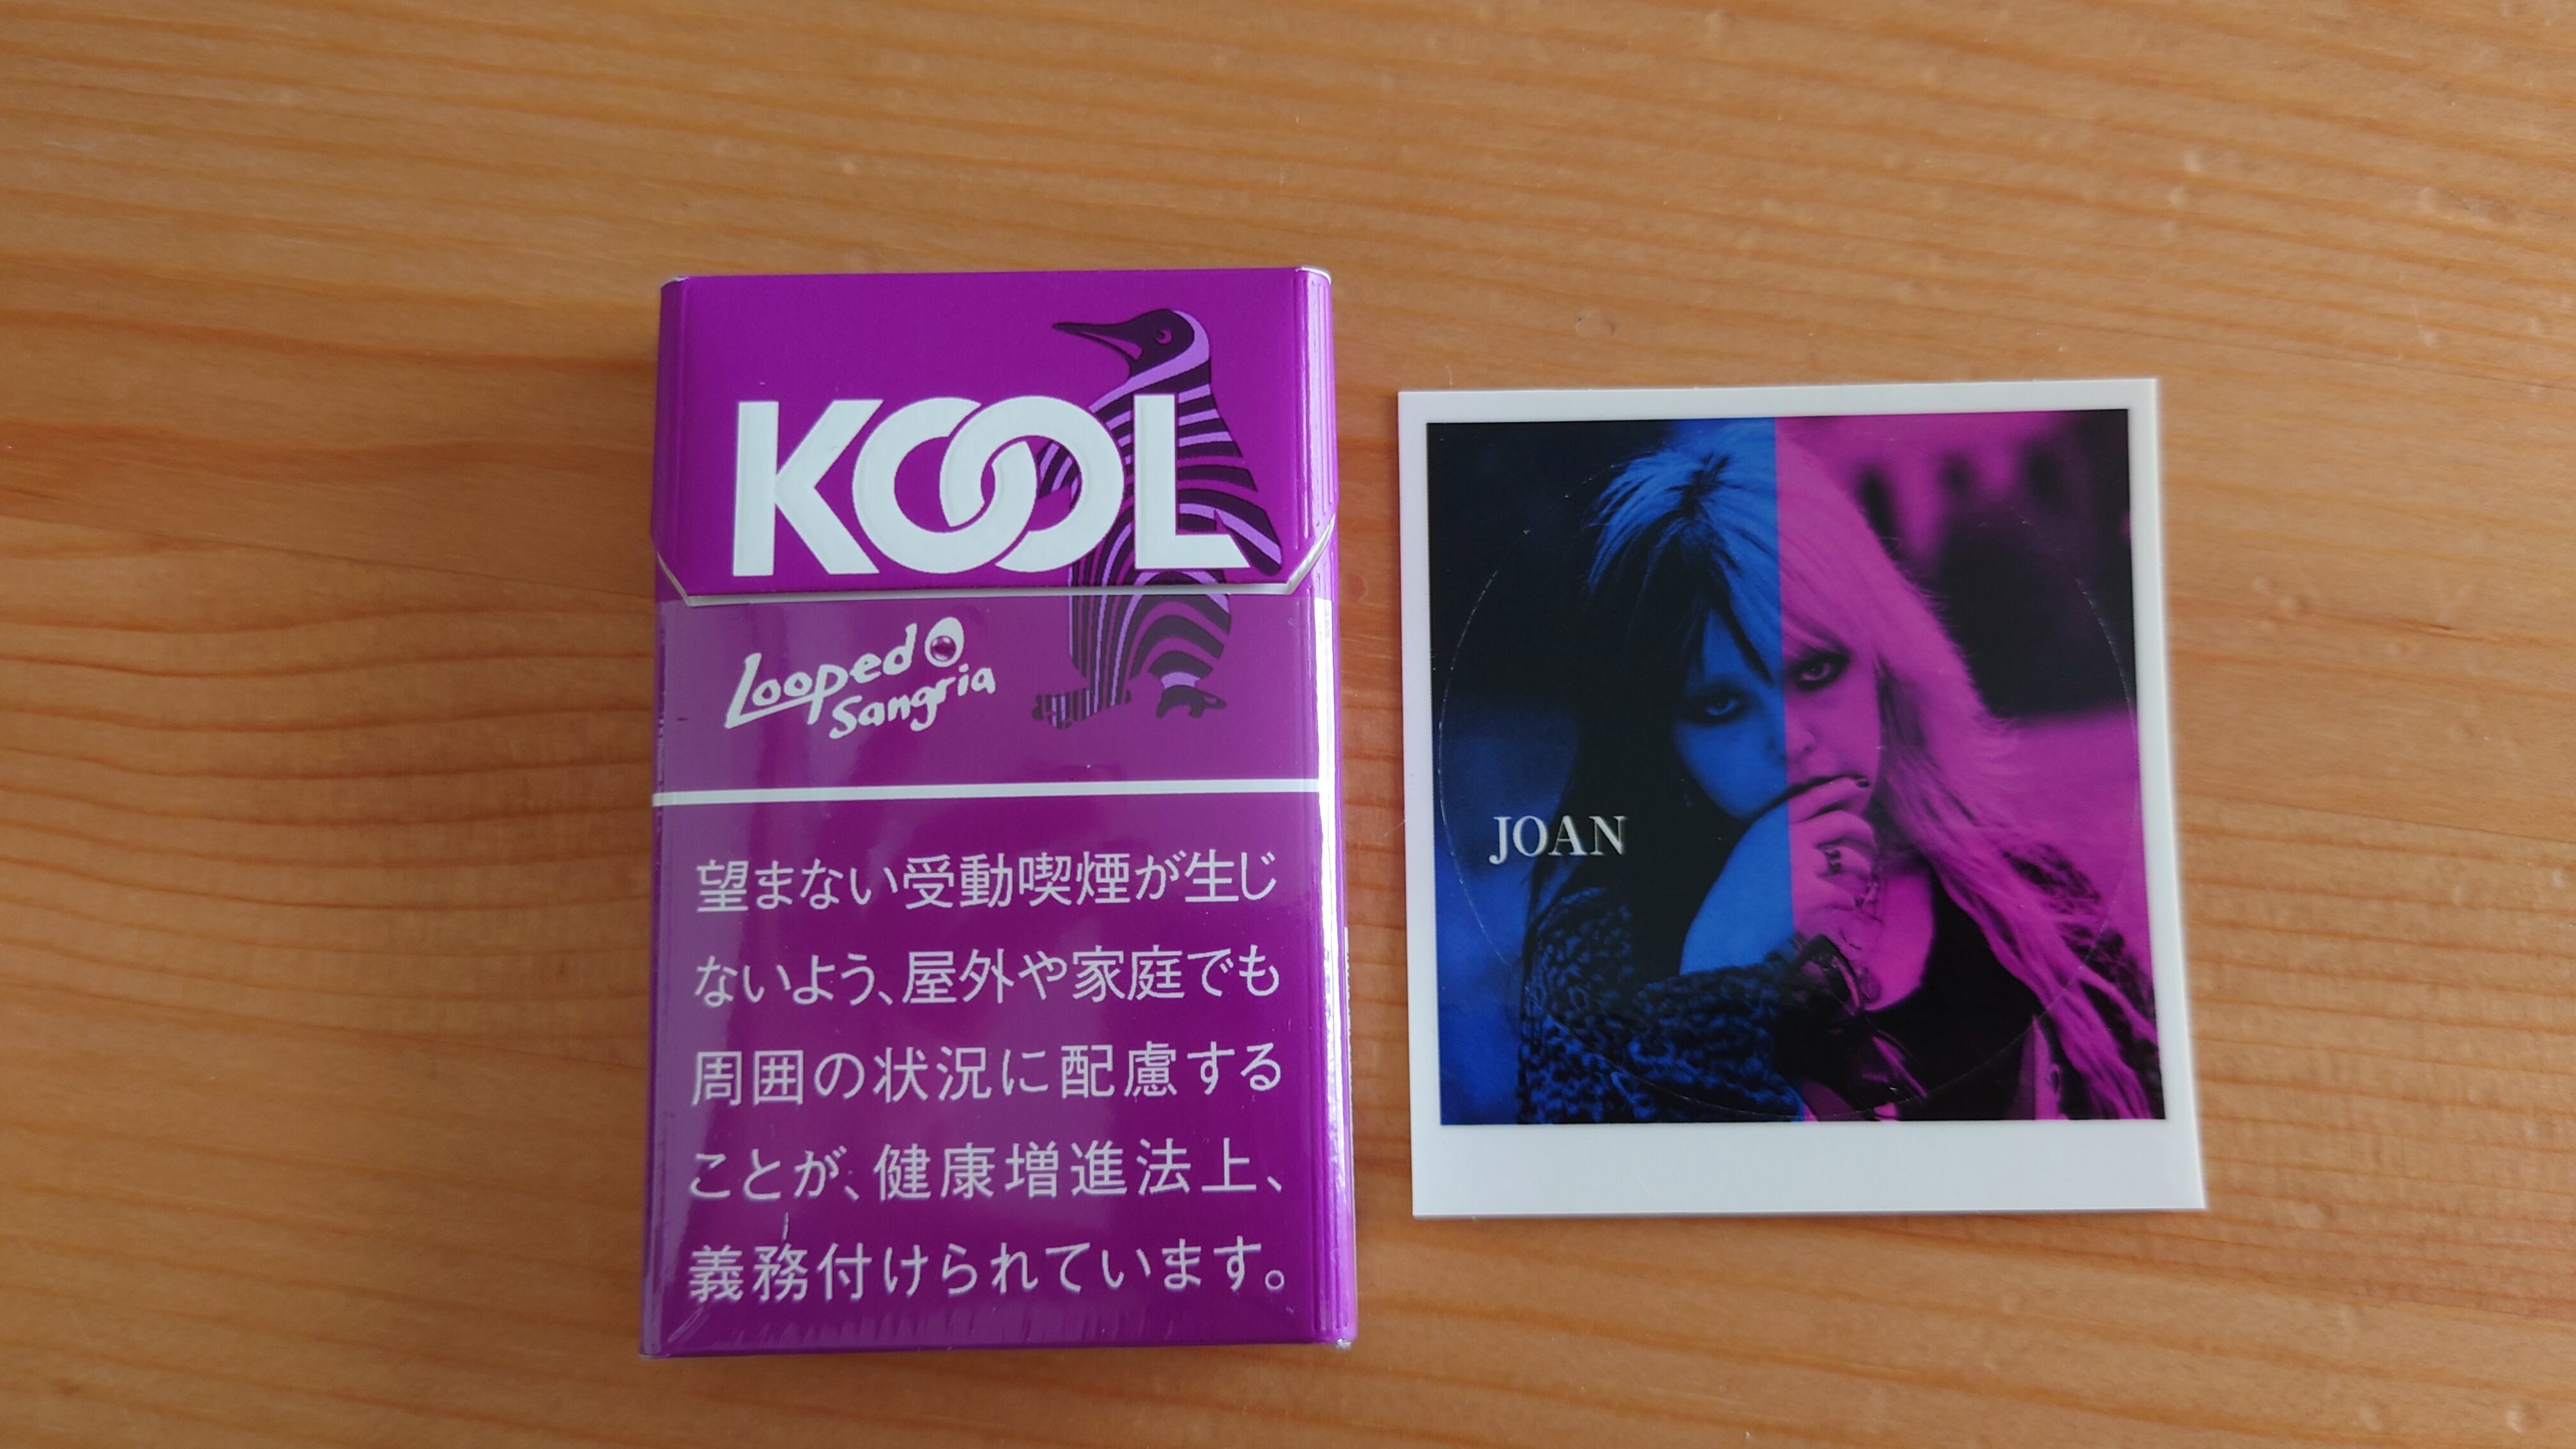 KOOL
Looped
Sangria
望まない受動喫煙が生じ
ないよう、屋外や家庭でも
周囲の状況に配慮する
ことが、健康増進法上、
義務付けられています。
JOAN